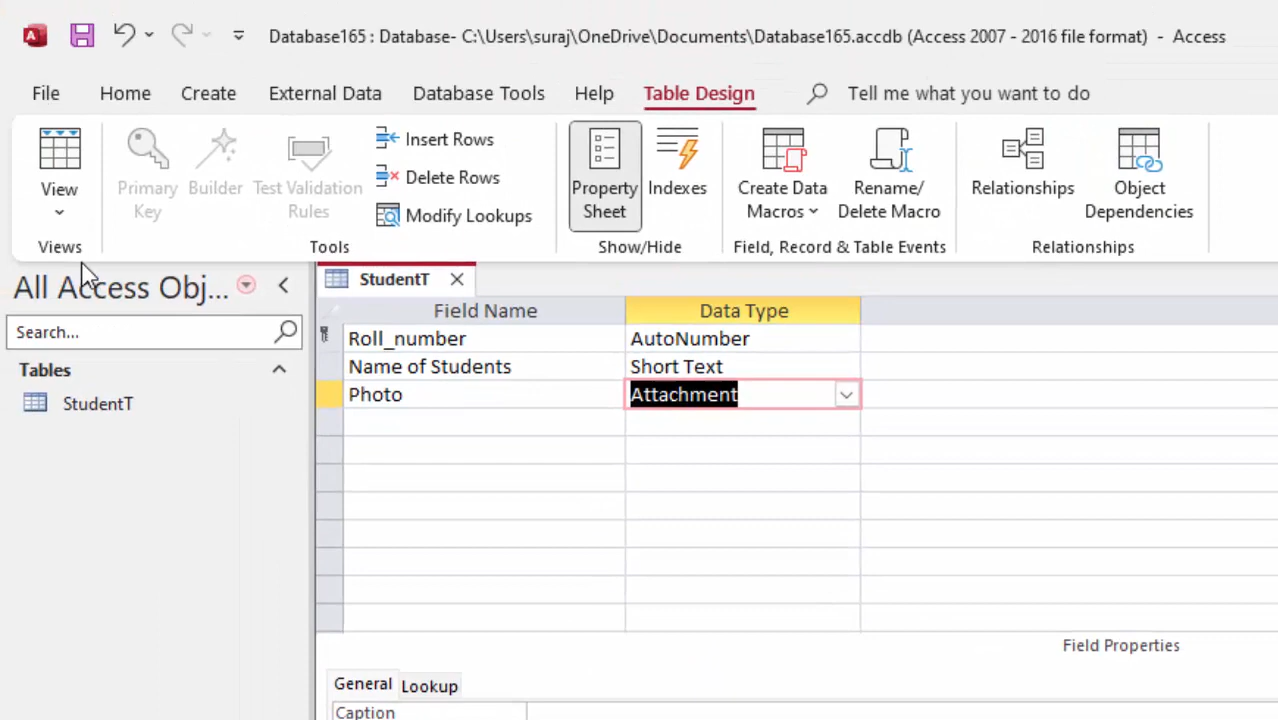 Database165 : Database- C:\Users\suraj\OneDrive\Documents\Database165.accdb (Access 2007 - 2016 file format) - Access
File Home Create External Data Database Tools Help Table Design Tell me what you want to do
View
Primary Key
Builder
Test Validation Rules
Insert Rows
Delete Rows
Modify Lookups
Property Sheet
Indexes
Create Data Macros
Rename/ Delete Macro
Relationships
Object Dependencies
Views Tools Show/Hide Field, Record & Table Events Relationships
All Access Obj...
Search...
Tables
StudentT
StudentT
Field Name Data Type
Roll_number AutoNumber
Name of Students Short Text
Photo Attachment
Field Properties
General Lookup
Caption